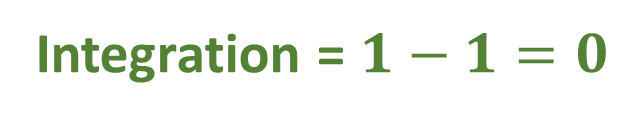 Integration = 1 − 1 = 0